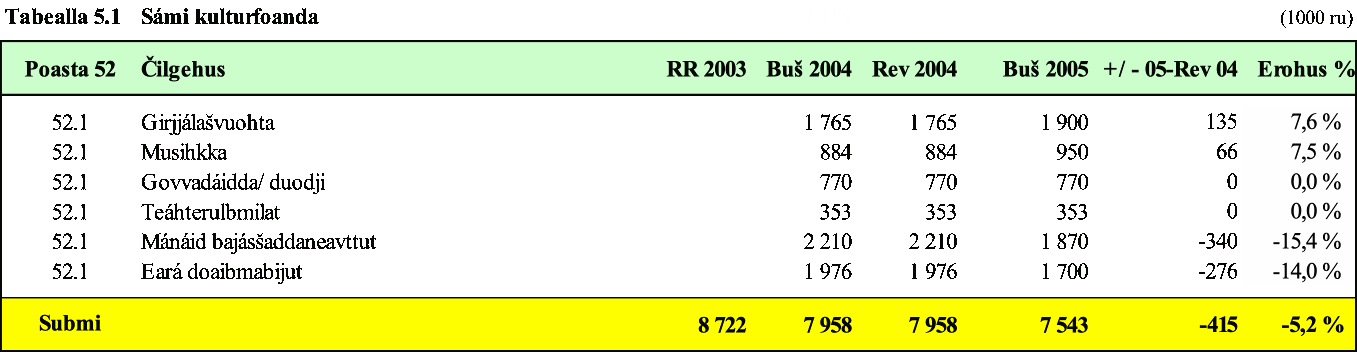 Tabealla 5.1 Sámi kulturfoanda (1000 ru)
Poasta 52 Čilgehus RR 2003 Buš 2004 Rev 2004 Buš 2005 +/ - 05-Rev 04 Erohus %
52.1 Girjjálašvuohta 1 765 1 765 1 900 135 7,6 %
52.1 Musihkka 884 884 950 66 7,5 %
52.1 Govvadáidda/ duodji 770 770 770 0 0,0 %
52.1 Teáhterulbmilat 353 353 353 0 0,0 %
52.1 Mánáid bajásšaddaneavttut 2 210 2 210 1 870 -340 -15,4 %
52.1 Eará doaibmabijut 1 976 1 976 1 700 -276 -14,0 %
Submi 8 722 7 958 7 958 7 543 -415 -5,2 %